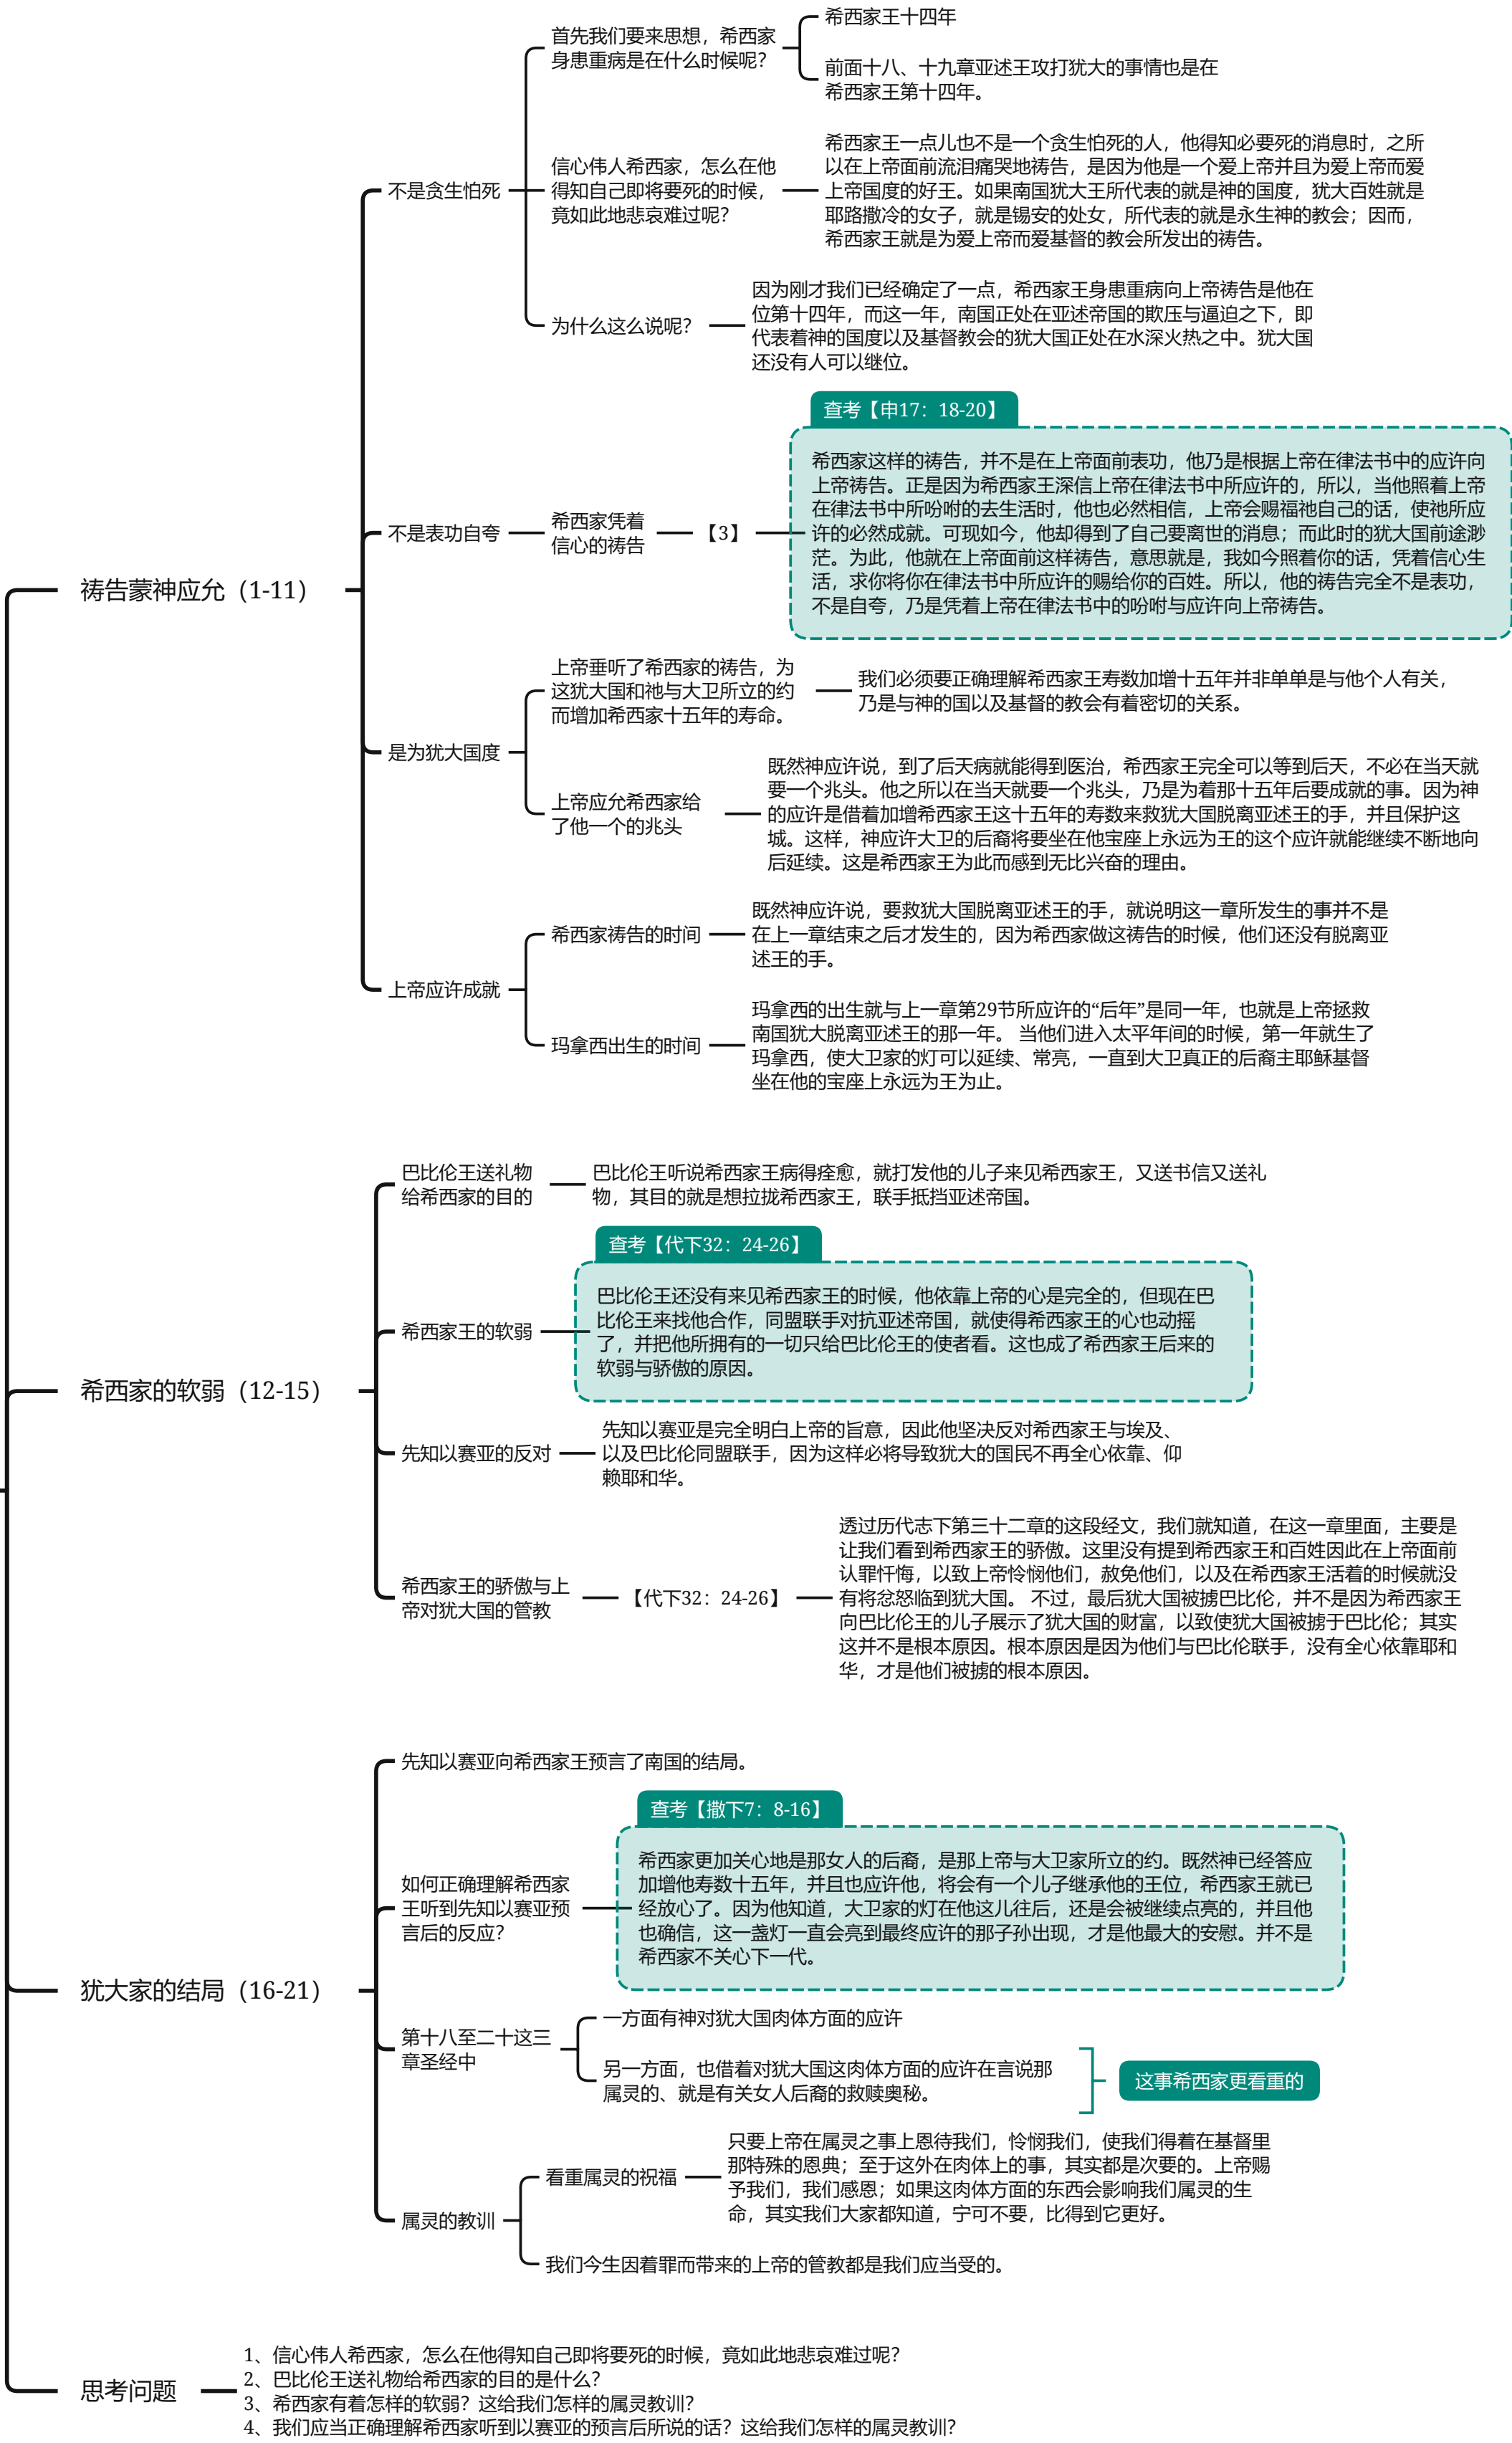 祷告蒙神应允（1-11）
不是贪生怕死
首先我们要来思想，希西家
身患重病是在什么时候呢？
希西家王十四年
前面十八、十九章亚述王攻打犹大的事情也是在
希西家王第十四年。
信心伟人希西家，怎么在他
得知自己即将要死的时候，
竟如此地悲哀难过呢？
希西家王一点儿也不是一个贪生怕死的人，他得知必要死的消息时，之所
以在上帝面前流泪痛哭地祷告，是因为他是一个爱上帝并且为爱上帝而爱
上帝国度的好王。如果南国犹大王所代表的就是神的国度，犹大百姓就是
耶路撒冷的女子，就是锡安的处女，所代表的就是永生神的教会；因而，
希西家王就是为爱上帝而爱基督的教会所发出的祷告。
为什么这么说呢？
因为刚才我们已经确定了一点，希西家王身患重病向上帝祷告是他在
位第十四年，而这一年，南国正处在亚述帝国的欺压与逼迫之下，即
代表着神的国度以及基督教会的犹大国正处在水深火热之中。犹大国
还没有人可以继位。
不是表功自夸
希西家凭着
信心的祷告
【3】
查考【申17：18-20】
希西家这样的祷告，并不是在上帝面前表功，他乃是根据上帝在律法书中的应许向
上帝祷告。正是因为希西家王深信上帝在律法书中所应许的，所以，当他照着上帝
在律法书中所吩咐的去生活时，他也必然相信，上帝会赐福祂自己的话，使祂所应
许的必然成就。可现如今，他却得到了自己要离世的消息；而此时的犹大国前途渺
茫。为此，他就在上帝面前这样祷告，意思就是，我如今照着你的话，凭着信心生
活，求你将你在律法书中所应许的赐给你的百姓。所以，他的祷告完全不是表功，
不是自夸，乃是凭着上帝在律法书中的吩咐与应许向上帝祷告。
是为犹大国度
上帝垂听了希西家的祷告，为
这犹大国和祂与大卫所立的约
而增加希西家十五年的寿命。
我们必须要正确理解希西家王寿数加增十五年并非单单是与他个人有关，
乃是与神的国以及基督的教会有着密切的关系。
上帝应允希西家给
了他一个的兆头
既然神应许说，到了后天病就能得到医治，希西家王完全可以等到后天，不必在当天就
要一个兆头。他之所以在当天就要一个兆头，乃是为着那十五年后要成就的事。因为神
的应许是借着加增希西家王这十五年的寿数来救犹大国脱离亚述王的手，并且保护这
城。这样，神应许大卫的后裔将要坐在他宝座上永远为王的这个应许就能继续不断地向
后延续。这是希西家王为此而感到无比兴奋的理由。
上帝应许成就
希西家祷告的时间
既然神应许说，要救犹大国脱离亚述王的手，就说明这一章所发生的事并不是
在上一章结束之后才发生的，因为希西家做这祷告的时候，他们还没有脱离亚
述王的手。
玛拿西出生的时间
玛拿西的出生就与上一章第29节所应许的“后年”是同一年，也就是上帝拯救
南国犹大脱离亚述王的那一年。 当他们进入太平年间的时候，第一年就生了
玛拿西，使大卫家的灯可以延续、常亮，一直到大卫真正的后裔主耶稣基督
坐在他的宝座上永远为王为止。
希西家的软弱（12-15）
巴比伦王送礼物
给希西家的目的
巴比伦王听说希西家王病得痊愈，就打发他的儿子来见希西家王，又送书信又送礼
物，其目的就是想拉拢希西家王，联手抵挡亚述帝国。
希西家王的软弱
查考【代下32：24-26】
巴比伦王还没有来见希西家王的时候，他依靠上帝的心是完全的，但现在巴
比伦王来找他合作，同盟联手对抗亚述帝国，就使得希西家王的心也动摇
了，并把他所拥有的一切只给巴比伦王的使者看。这也成了希西家王后来的
软弱与骄傲的原因。
先知以赛亚的反对
先知以赛亚是完全明白上帝的旨意，因此他坚决反对希西家王与埃及、
以及巴比伦同盟联手，因为这样必将导致犹大的国民不再全心依靠、仰
赖耶和华。
希西家王的骄傲与上
帝对犹大国的管教
【代下32：24-26】
透过历代志下第三十二章的这段经文，我们就知道，在这一章里面，主要是
让我们看到希西家王的骄傲。这里没有提到希西家王和百姓因此在上帝面前
认罪忏悔，以致上帝怜悯他们，赦免他们，以及在希西家王活着的时候就没
有将忿怒临到犹大国。 不过，最后犹大国被掳巴比伦，并不是因为希西家王
向巴比伦王的儿子展示了犹大国的财富，以致使犹大国被掳于巴比伦；其实
这并不是根本原因。根本原因是因为他们与巴比伦联手，没有全心依靠耶和
华，才是他们被掳的根本原因。
犹大家的结局（16-21）
先知以赛亚向希西家王预言了南国的结局。
如何正确理解希西家
王听到先知以赛亚预
言后的反应？
查考【撒下7：8-16】
希西家更加关心地是那女人的后裔，是那上帝与大卫家所立的约。既然神已经答应
加增他寿数十五年，并且也应许他，将会有一个儿子继承他的王位，希西家王就已
经放心了。因为他知道，大卫家的灯在他这儿往后，还是会被继续点亮的，并且他
也确信，这一盏灯一直会亮到最终应许的那子孙出现，才是他最大的安慰。并不是
希西家不关心下一代。
第十八至二十这三
章圣经中
一方面有神对犹大国肉体方面的应许
另一方面，也借着对犹大国这肉体方面的应许在言说那
属灵的、就是有关女人后裔的救赎奥秘。
这事希西家更看重的
属灵的教训
看重属灵的祝福
只要上帝在属灵之事上恩待我们，怜悯我们，使我们得着在基督里
那特殊的恩典；至于这外在肉体上的事，其实都是次要的。上帝赐
予我们，我们感恩；如果这肉体方面的东西会影响我们属灵的生
命，其实我们大家都知道，宁可不要，比得到它更好。
我们今生因着罪而带来的上帝的管教都是我们应当受的。
思考问题
1、信心伟人希西家，怎么在他得知自己即将要死的时候，竟如此地悲哀难过呢？
2、巴比伦王送礼物给希西家的目的是什么？
3、希西家有着怎样的软弱？这给我们怎样的属灵教训？
4、我们应当正确理解希西家听到以赛亚的预言后所说的话？这给我们怎样的属灵教训？